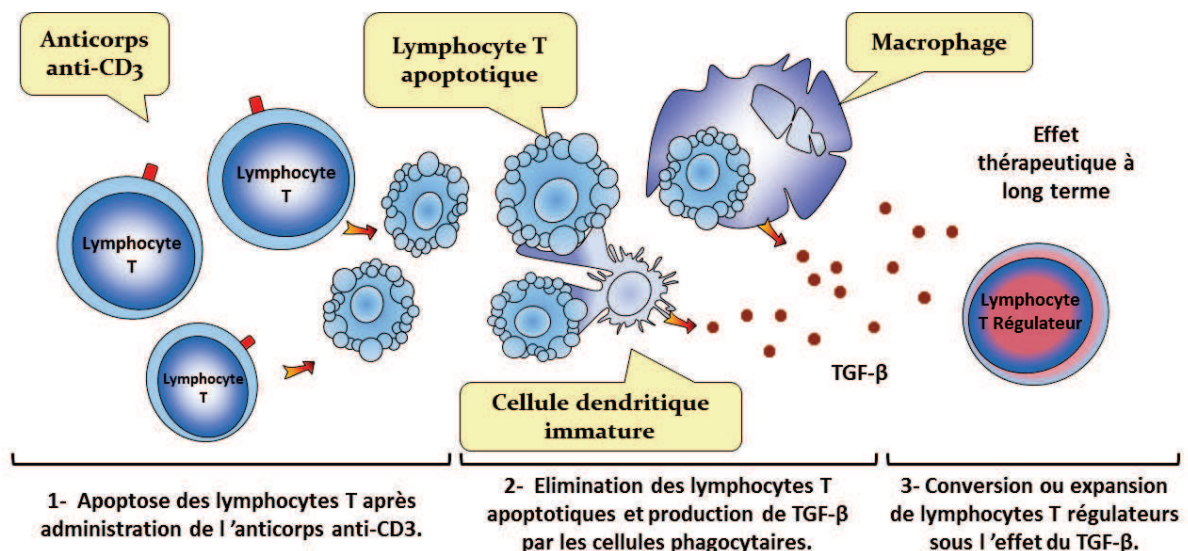 Anticorps
anti-CD3
Lymphocyte T
apoptotique
Macrophage
Effet
thérapeutique à
long terme
Lymphocyte
T
Lymphocyte
T
Lymphocyte
T
Lymphocyte
T Régulateur
TGF-β
Cellule dendritique
immature
1- Apoptose des lymphocytes T après
administration de l 'anticorps anti-CD3.
2- Elimination des lymphocytes T
apoptotiques et production de TGF-β
par les cellules phagocytaires.
3- Conversion ou expansion
de lymphocytes T régulateurs
sous l 'effet du TGF-β.